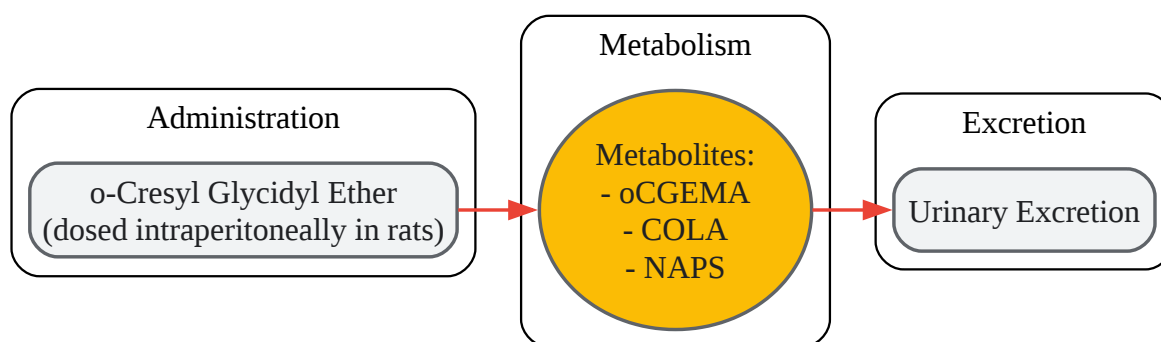 Administration
o-Cresyl Glycidyl Ether
(dosed intraperitoneally in rats)
Metabolism
Metabolites:
- oCGEMA
- COLA
- NAPS
Excretion
Urinary Excretion